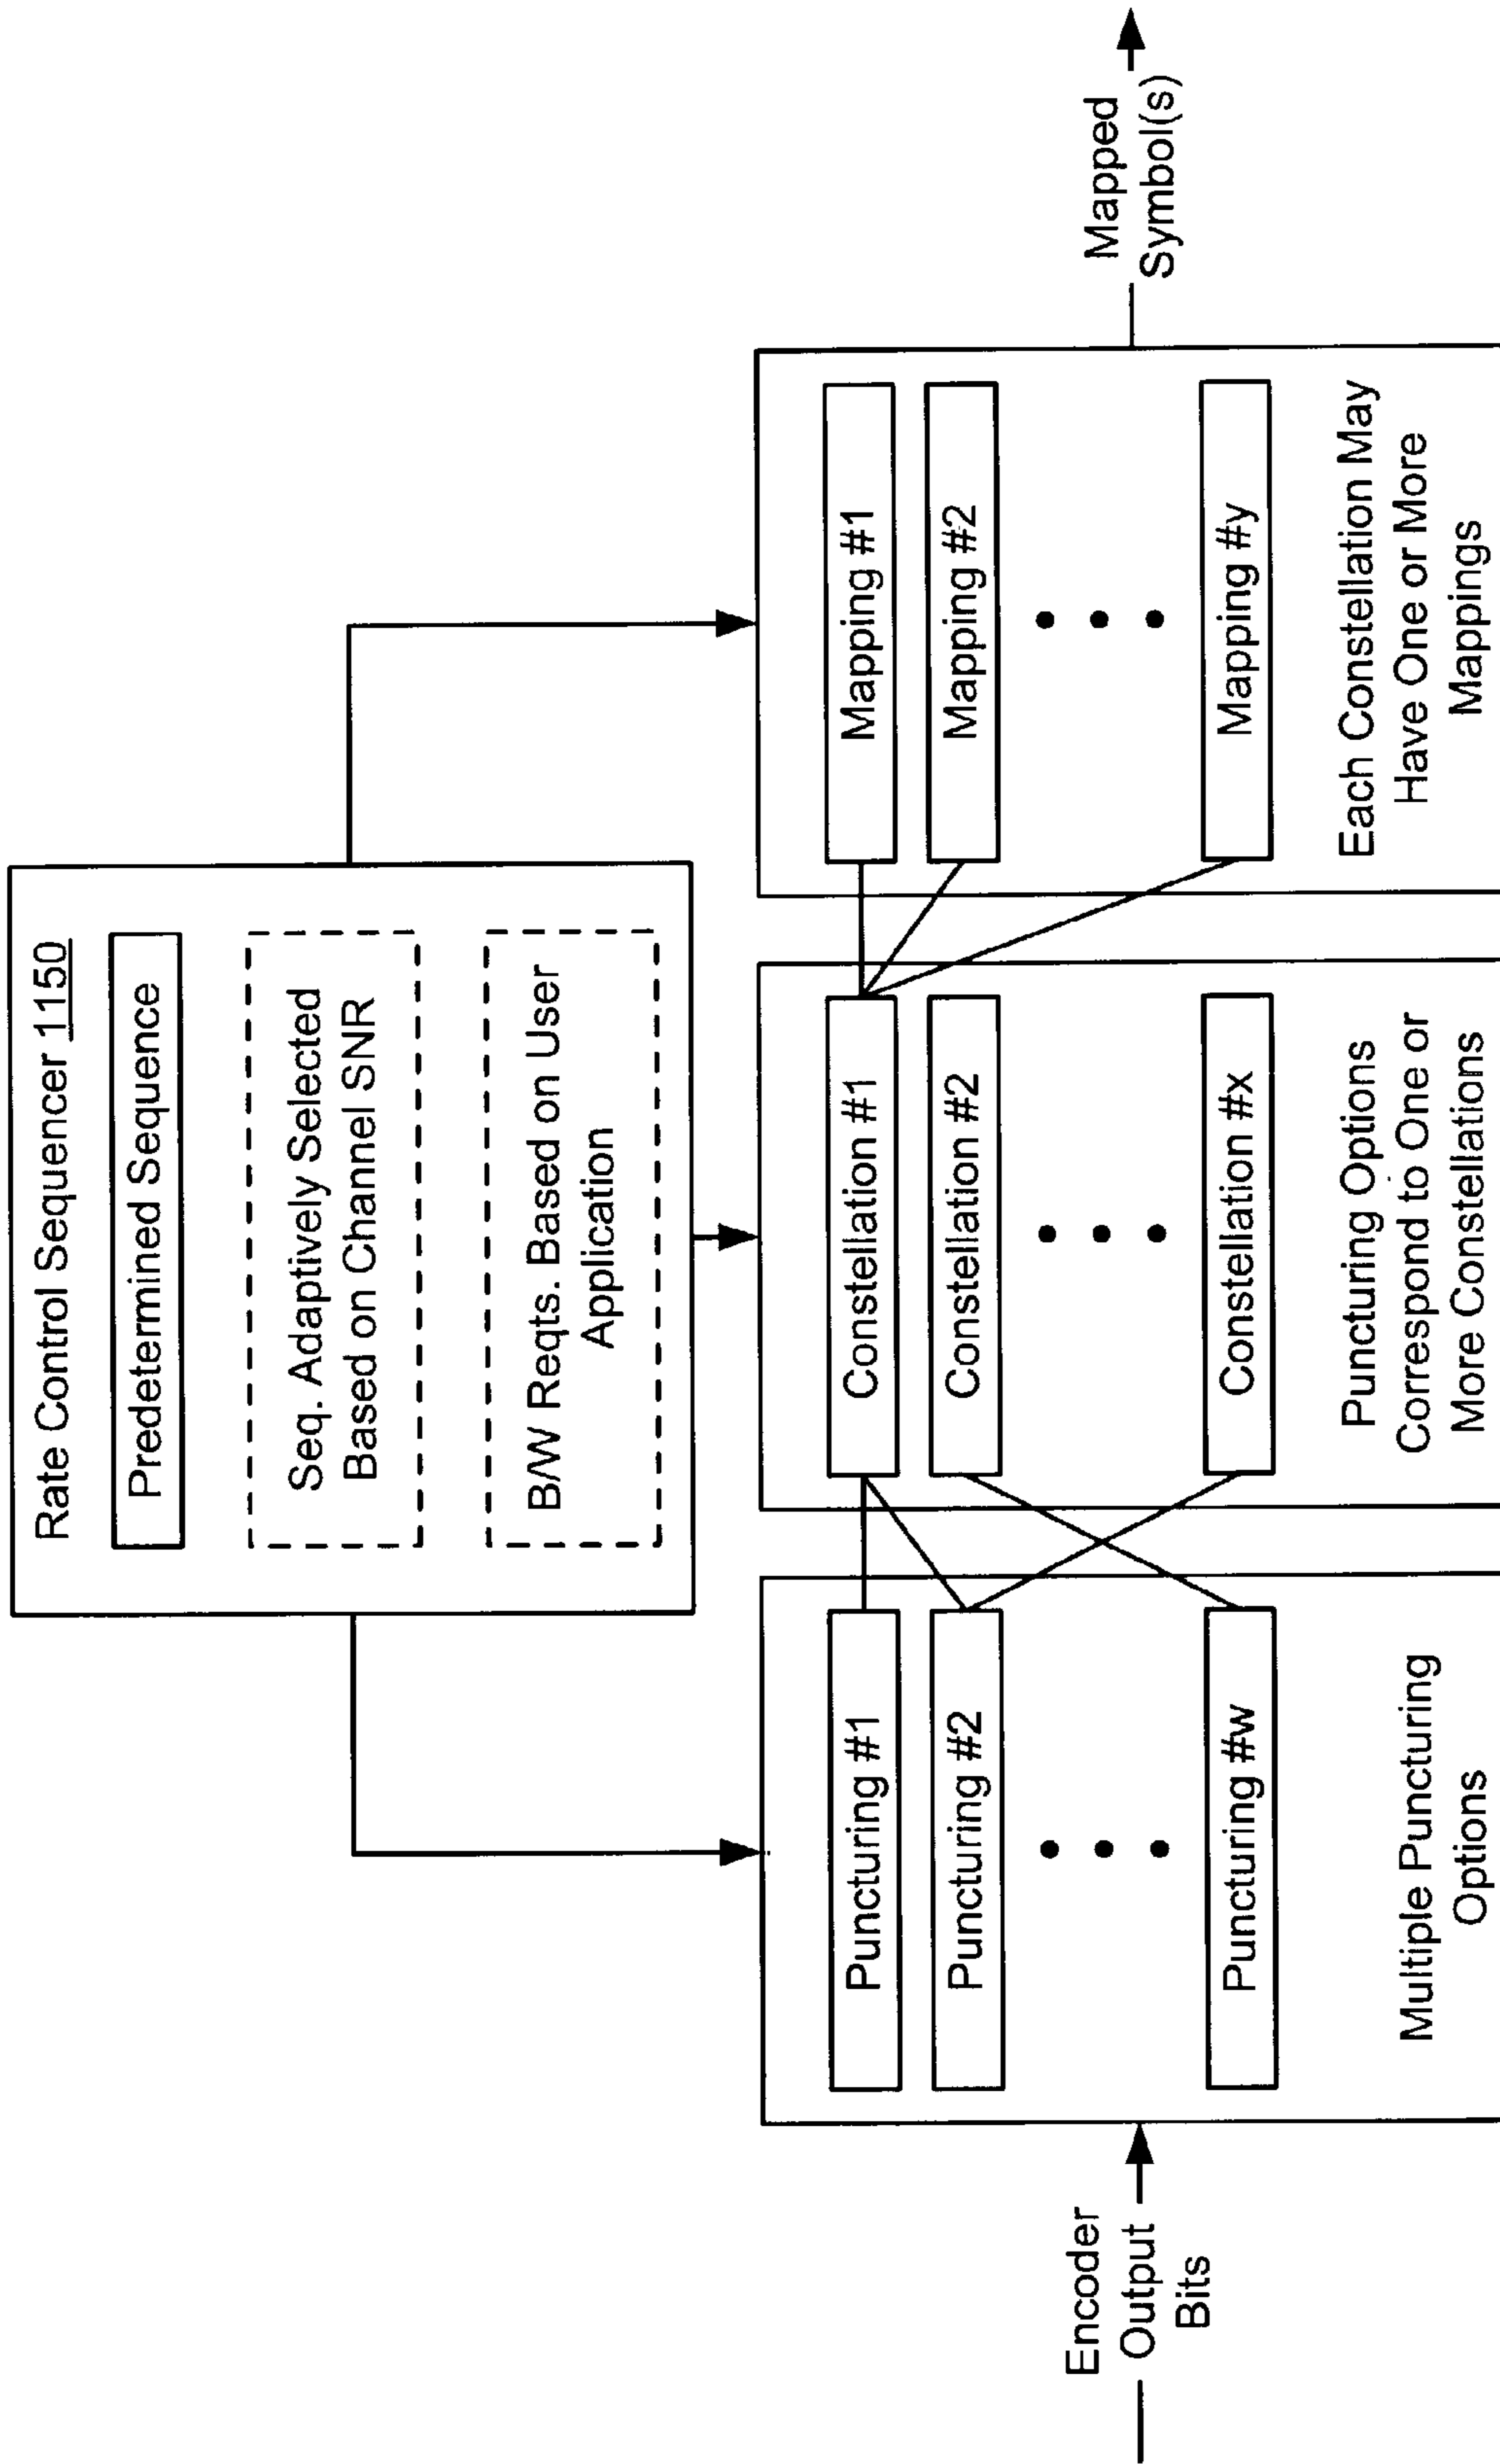 Rate Control Sequencer 1150
Predetermined Sequence
Seq. Adaptively Selected
Based on Channel SNR
B/W Reqts. Based on User
Application
Encoder
Output
Bits
Puncturing #1
Puncturing #2
Puncturing #w
Multiple Puncturing
Options
Constellation #1
Constellation #2
Constellation #x
Puncturing Options
Correspond to One or
More Constellations
Mapping #1
Mapping #2
Mapping #y
Each Constellation May
Have One or More
Mappings
Mapped
Symbol(s)